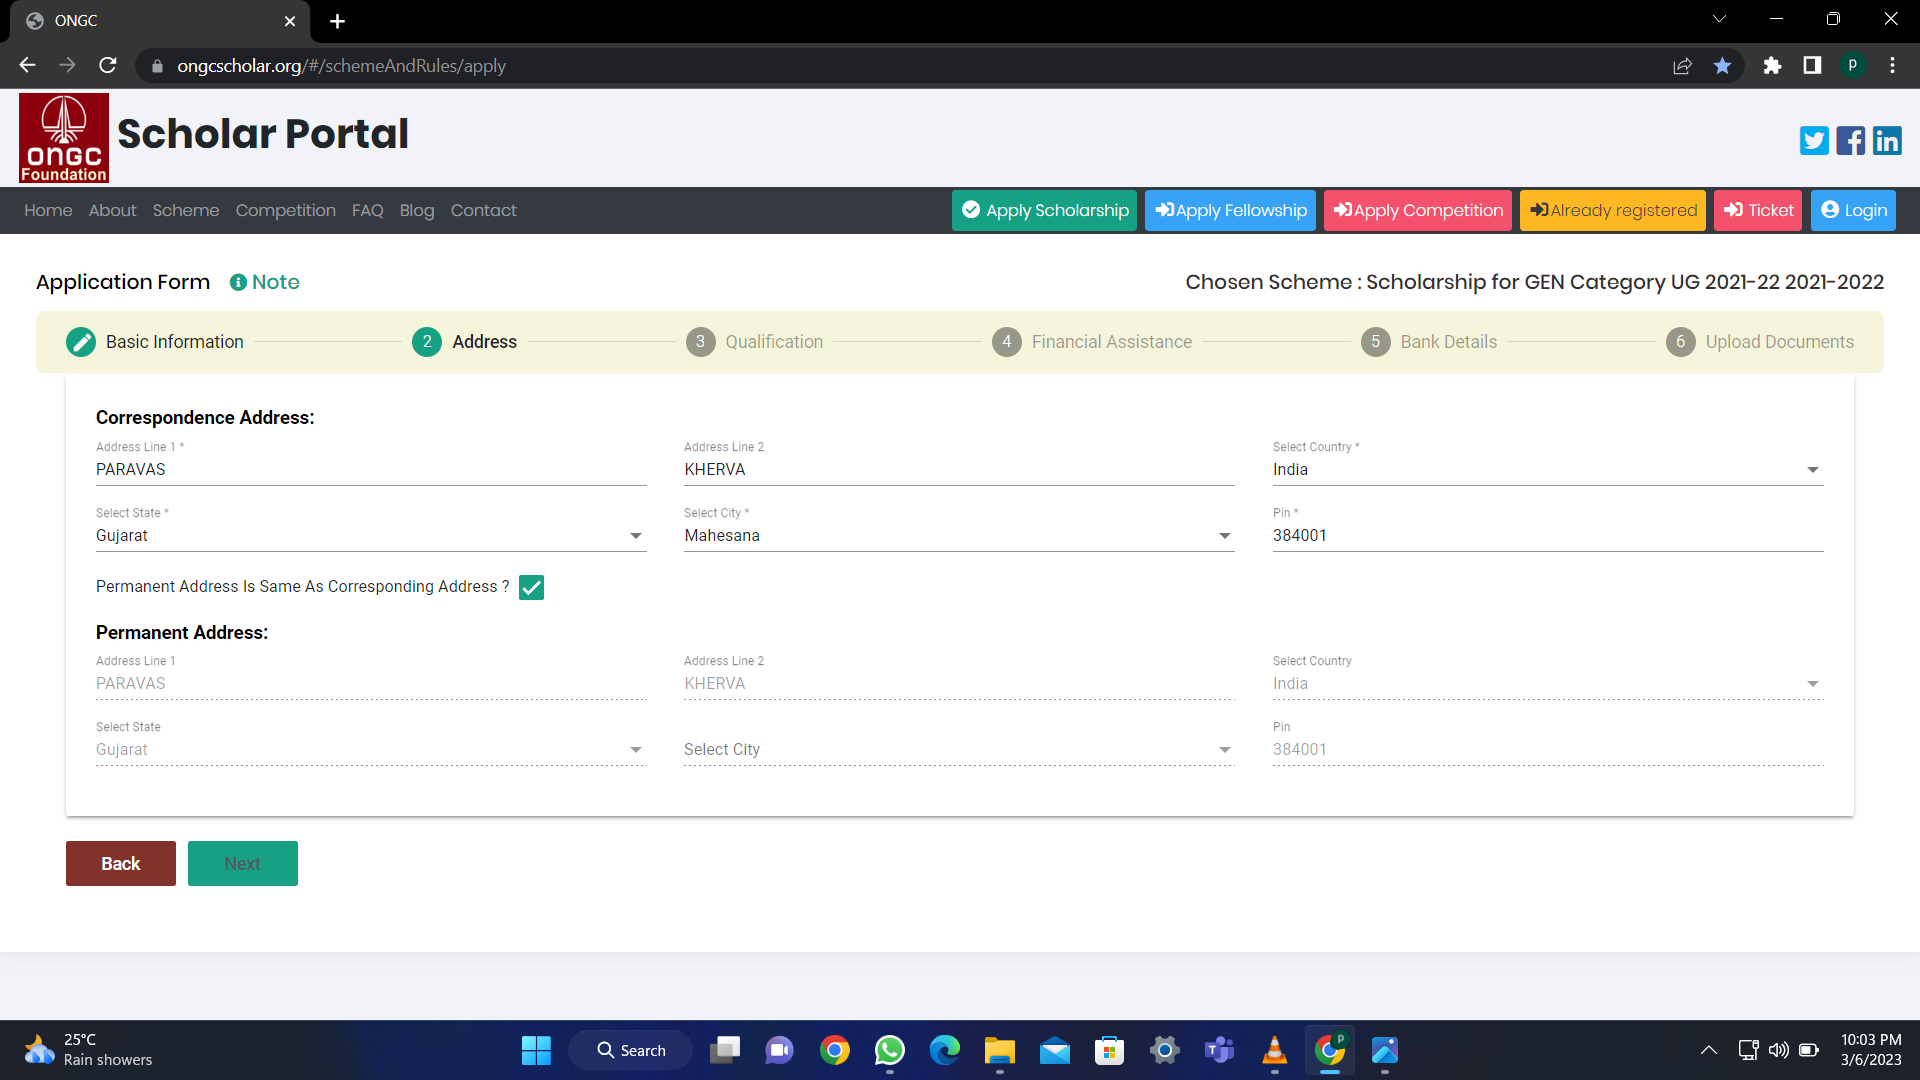 ONGC
ongcscholar.org/#/schemeAndRules/apply
P
ONGC
Foundation
Scholar Portal
Home About Scheme Competition FAQ Blog Contact
Apply Scholarship Apply Fellowship Apply Competition Already registered Ticket Login
Application Form Note
Chosen Scheme : Scholarship for GEN Category UG 2021-22 2021-2022
Basic Information 2 Address 3 Qualification 4 Financial Assistance 5 Bank Details 6 Upload Documents
Correspondence Address:
Address Line 1 * Address Line 2 Select Country *
PARAVAS KHERVA India
Select State * Select City * Pin *
Gujarat Mahesana 384001
Permanent Address Is Same As Corresponding Address ?
Permanent Address:
Address Line 1 Address Line 2 Select Country
PARAVAS KHERVA India
Select State Pin
Gujarat Select City 384001
Back Next
25°C
Rain showers
Search
P
10:03 PM
3/6/2023